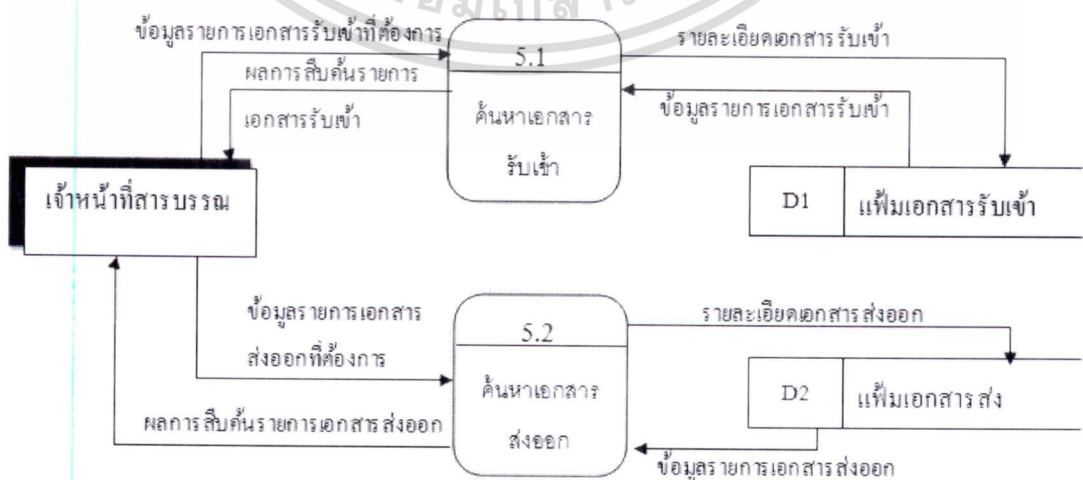 ข้อมูลรายการเอกสารรับเข้าที่ต้องการ
ผลการสืบค้นรายการ
เอกสารรับเข้า
5.1
ค้นหาเอกสาร
รับเข้า
รายละเอียดเอกสารรับเข้า
ข้อมูลรายการเอกสารรับเข้า
เจ้าหน้าที่สารบรรณ
D1
แฟ้มเอกสารรับเข้า
ข้อมูลรายการเอกสาร
ส่งออกที่ต้องการ
ผลการสืบค้นรายการเอกสารส่งออก
5.2
ค้นหาเอกสาร
ส่งออก
รายละเอียดเอกสารส่งออก
D2
แฟ้มเอกสารส่ง
ข้อมูลรายการเอกสารส่งออก